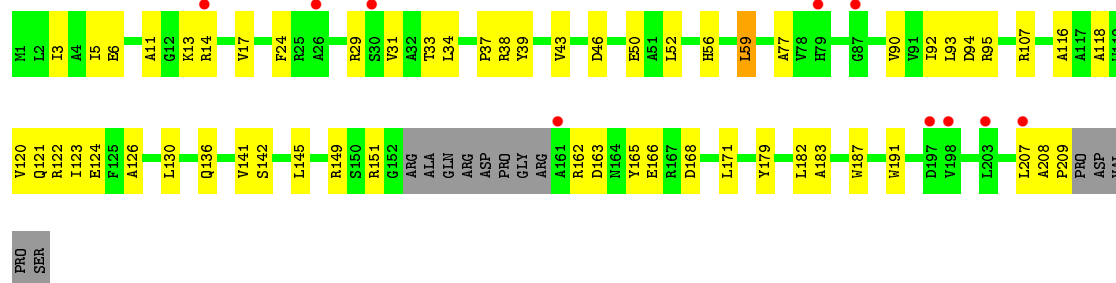 M1 L2 I3 A4 I5 E6 A11 G12 K13 R14 V17 F24 R25 A26 R29 S30 V31 A32 T33 L34 P37 R38 Y39 V43 D46 E50 A51 L52 H56 L59 A77 V78 H79 G87 V90 V91 I92 L93 D94 R95 R107 A116 A117 A118
V120 Q121 R122 I123 E124 F125 A126 L130 Q136 V141 S142 L145 R149 S150 R151 G152 ARG ALA GLN ARG ASP PRO GLY ARG A161 R162 D163 N164 Y165 E166 R167 D168 L171 Y179 L182 A183 W187 W191 D197 V198 L203 L207 A208 P209 PRO ASP
PRO SER